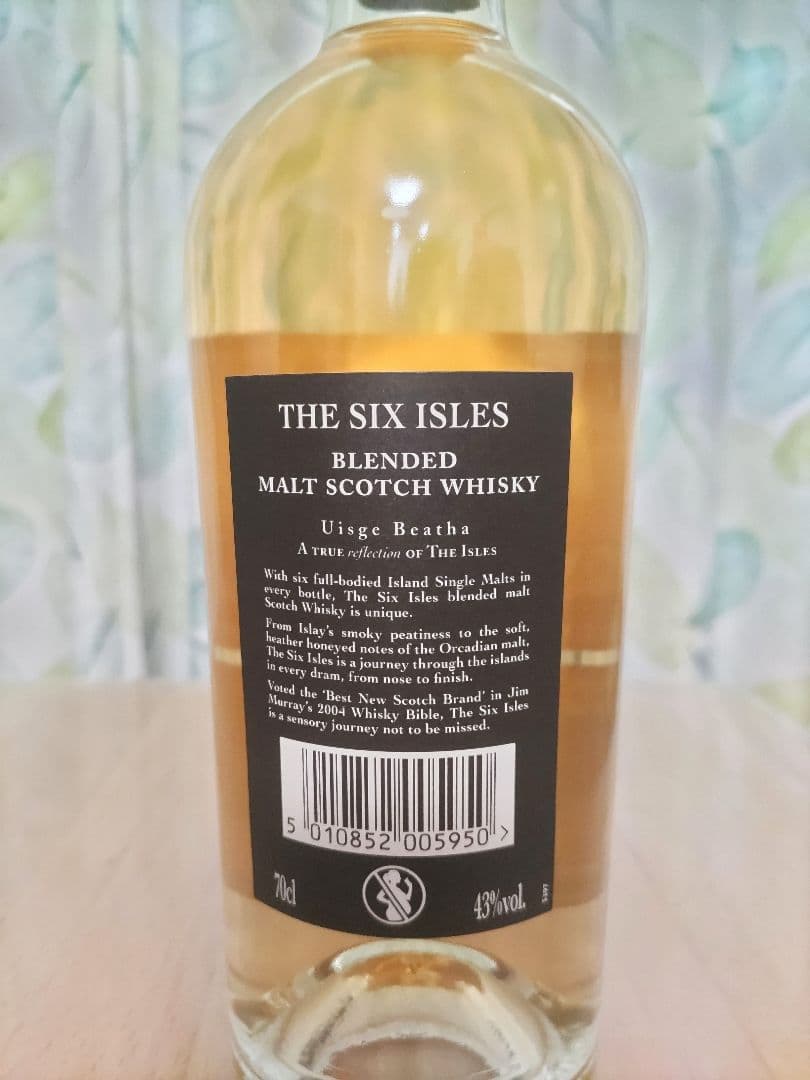 THE SIX ISLES
BLENDED
MALT SCOTCH WHISKY
Uisge Beatha
A TRUE reflection OF THE ISLES
With six full-bodied Island Single Malts in
every bottle, The Six Isles blended malt
Scotch Whisky is unique.
From Islay's smoky peatiness to the soft,
heather honeyed notes of the Orcadian malt,
The Six Isles is a journey through the islands
in every dram, from nose to finish.
Voted the 'Best New Scotch Brand' in Jim
Murray's 2004 Whisky Bible, The Six Isles
is a sensory journey not to be missed.
5 010852 005950 >
70cl
43%vol.